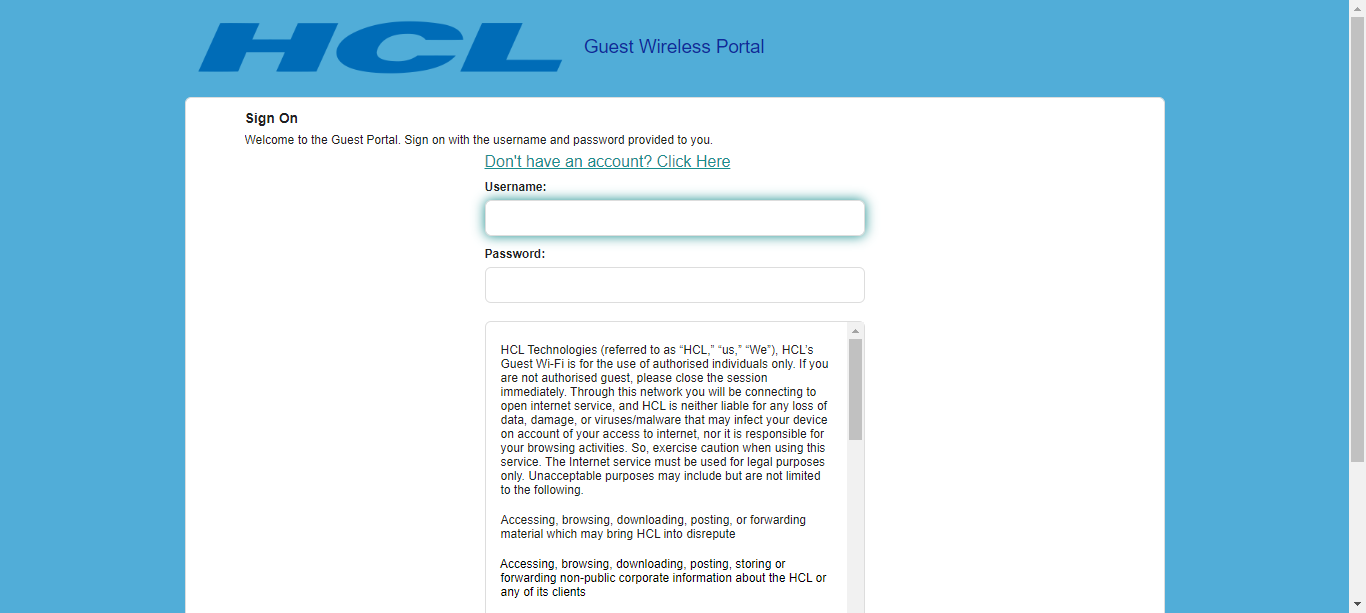 HCL
Guest Wireless Portal
Sign On
Welcome to the Guest Portal. Sign on with the username and password provided to you.
Don't have an account? Click Here
Username:
Password:
HCL Technologies (referred to as “HCL,” “us,” “We”), HCL’s
Guest Wi-Fi is for the use of authorised individuals only. If you
are not authorised guest, please close the session
immediately. Through this network you will be connecting to
open internet service, and HCL is neither liable for any loss of
data, damage, or viruses/malware that may infect your device
on account of your access to internet, nor it is responsible for
your browsing activities. So, exercise caution when using this
service. The Internet service must be used for legal purposes
only. Unacceptable purposes may include but are not limited
to the following.
Accessing, browsing, downloading, posting, or forwarding
material which may bring HCL into disrepute
Accessing, browsing, downloading, posting, storing or
forwarding non-public corporate information about the HCL or
any of its clients